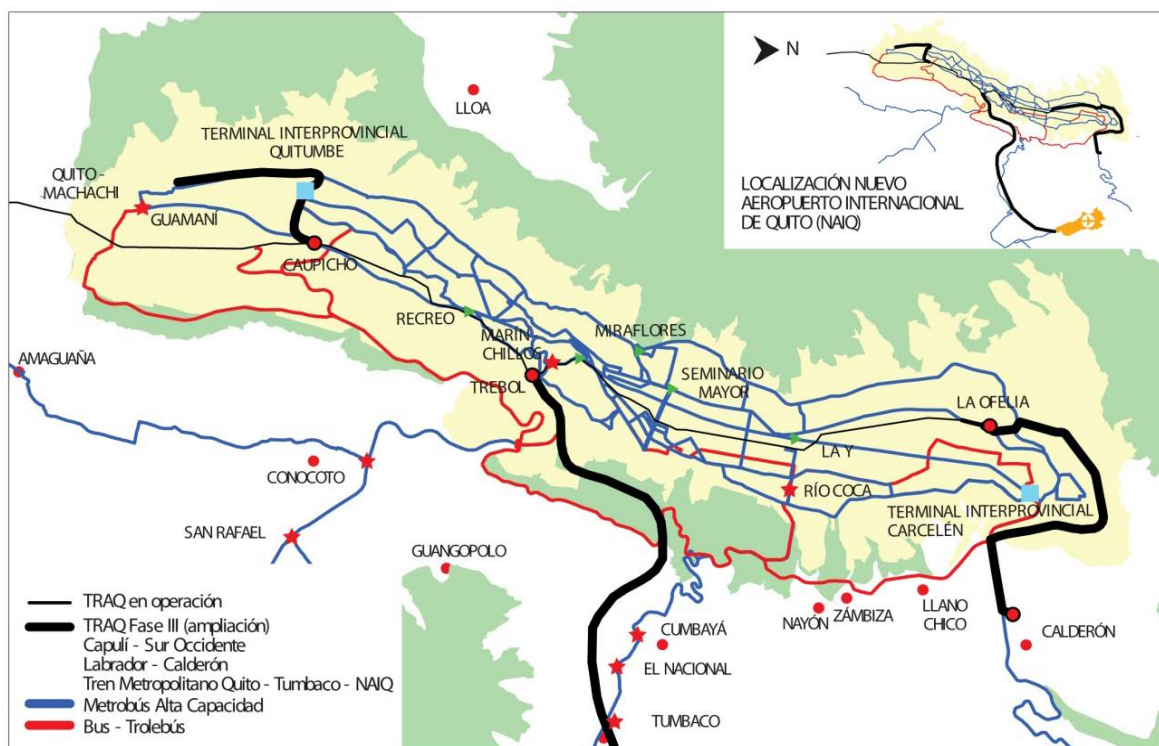 LLOA
TERMINAL INTERPROVINCIAL
QUITUMBE
QUITO -
MACHACHI
GUAMANÍ
CAUPICHO
RECREO
MARÍN
CHILLOS
TREBOL
MIRAFLORES
SEMINARIO
MAYOR
LA OFELIA
LA Y
RÍO COCA
TERMINAL INTERPROVINCIAL
CARCELÉN
AMAGUAÑA
CONOCOTO
SAN RAFAEL
GUANGOPOLO
CUMBAYÁ
EL NACIONAL
TUMBACO
NAYÓN
ZÁMBIZA
LLANO
CHICO
CALDERÓN
N
LOCALIZACIÓN NUEVO
AEROPUERTO INTERNACIONAL
DE QUITO (NAIQ)
TRAQ en operación
TRAQ Fase III (ampliación)
Capulí - Sur Occidente
Labrador - Calderón
Tren Metropolitano Quito - Tumbaco - NAIQ
Metrobús Alta Capacidad
Bus - Trolebús